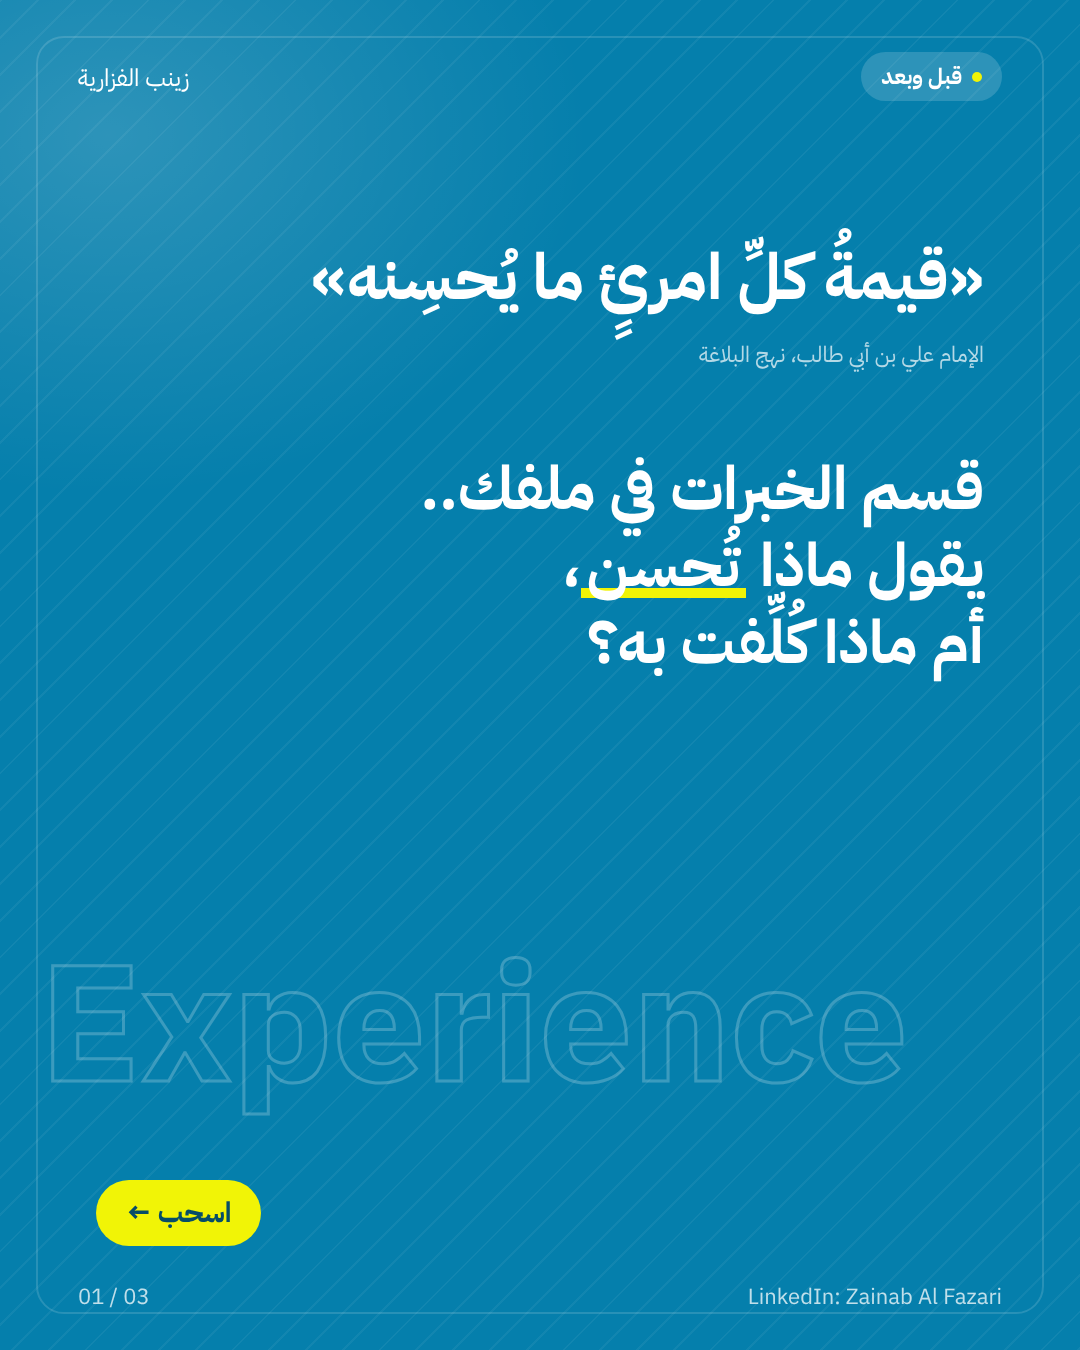 قبل وبعد
زينب الفزارية
«قيمةُ كلِّ امرئٍ ما يُحسِنه»
الإمام علي بن أبي طالب، نهج البلاغة
قسم الخبرات في ملفك..
يقول ماذا تُحسن،
أم ماذا كُلِّفت به؟
Experience
اسحب ←
LinkedIn: Zainab Al Fazari
01 / 03